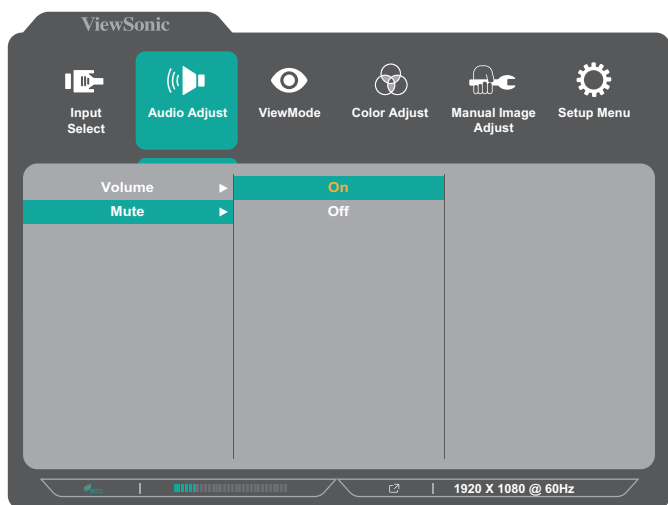 ViewSonic
Input Select
Audio Adjust
ViewMode
Color Adjust
Manual Image Adjust
Setup Menu
Volume
On
Mute
Off
eco
1920 X 1080 @ 60Hz